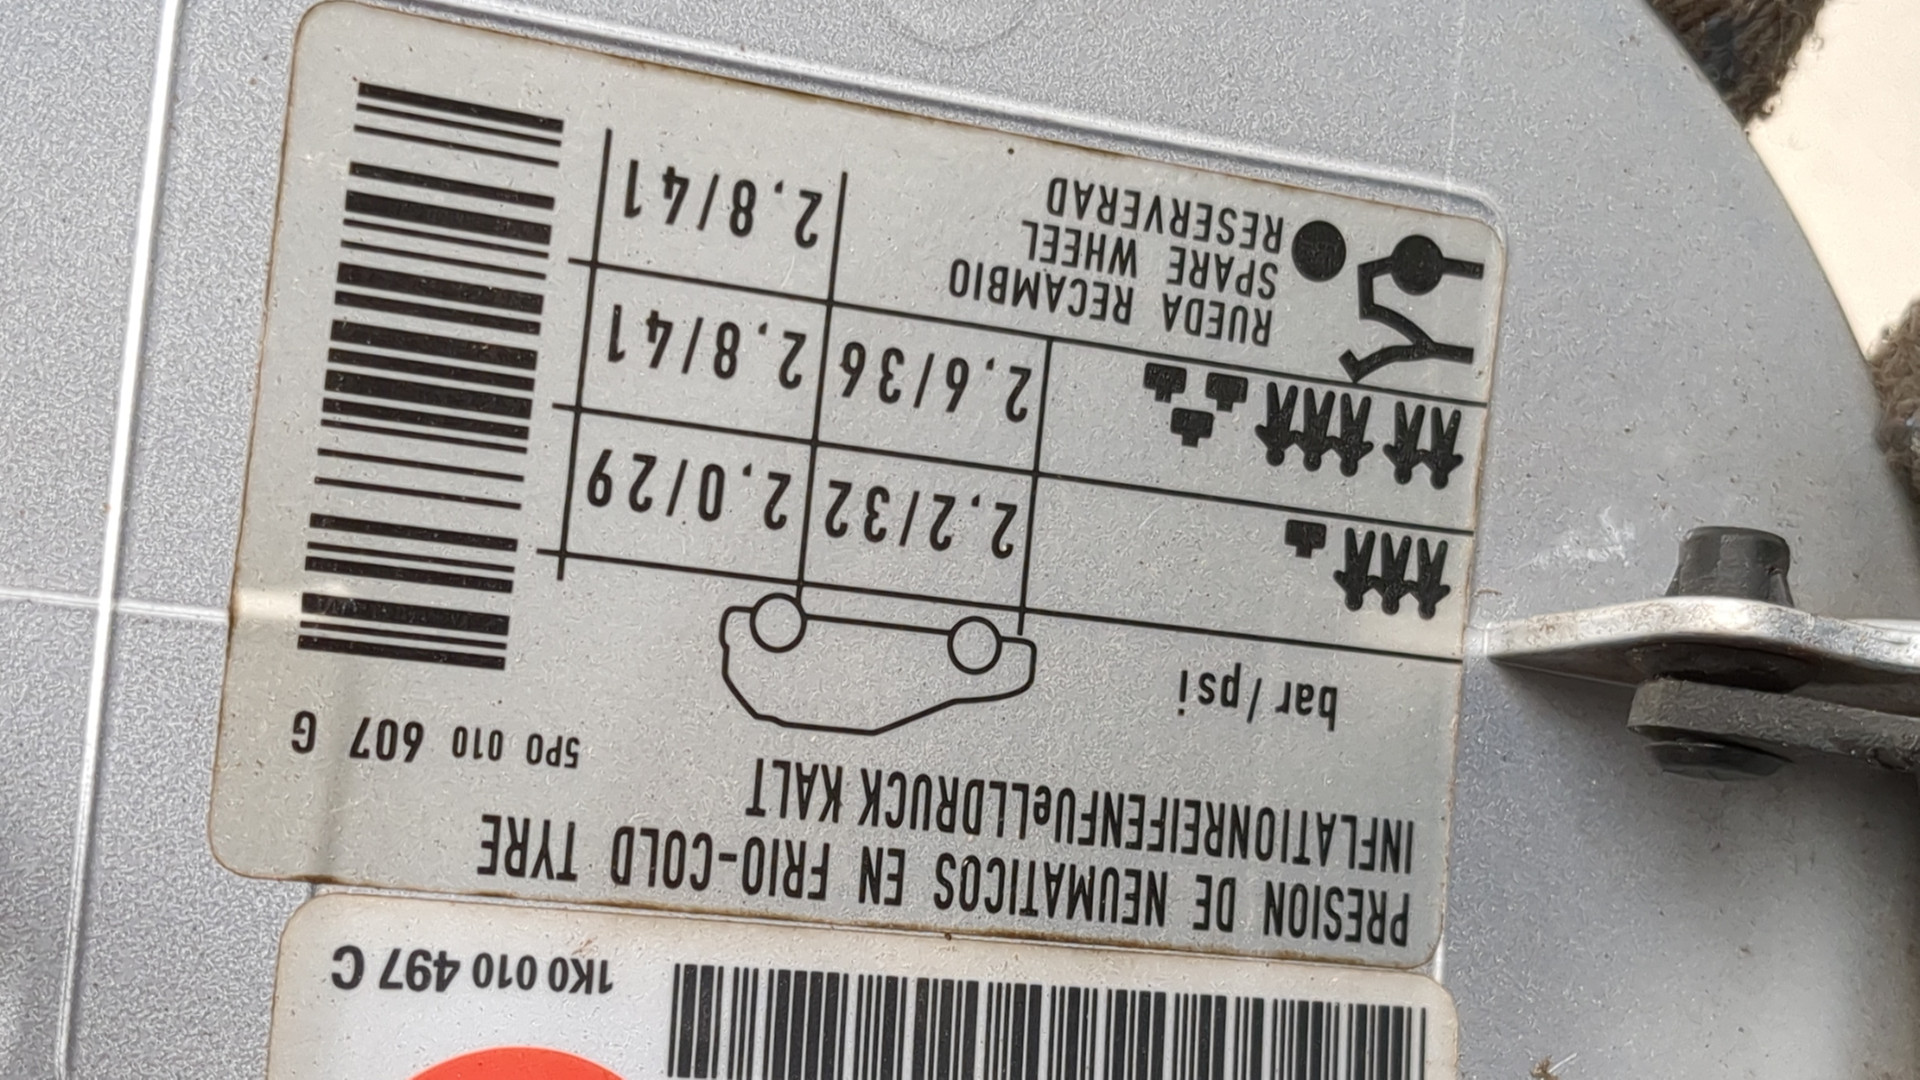 1K0 010 497 C
PRESION DE NEUMATICOS EN FRIO-COLD TYRE
INFLATIONREIFENFUeLLDRUCK KALT
5P0 010 607 G
bar/psi
2.2/32 2.0/29
2.6/36 2.8/41
RUEDA RECAMBIO
SPARE WHEEL
RESERVERAD
2.8/41